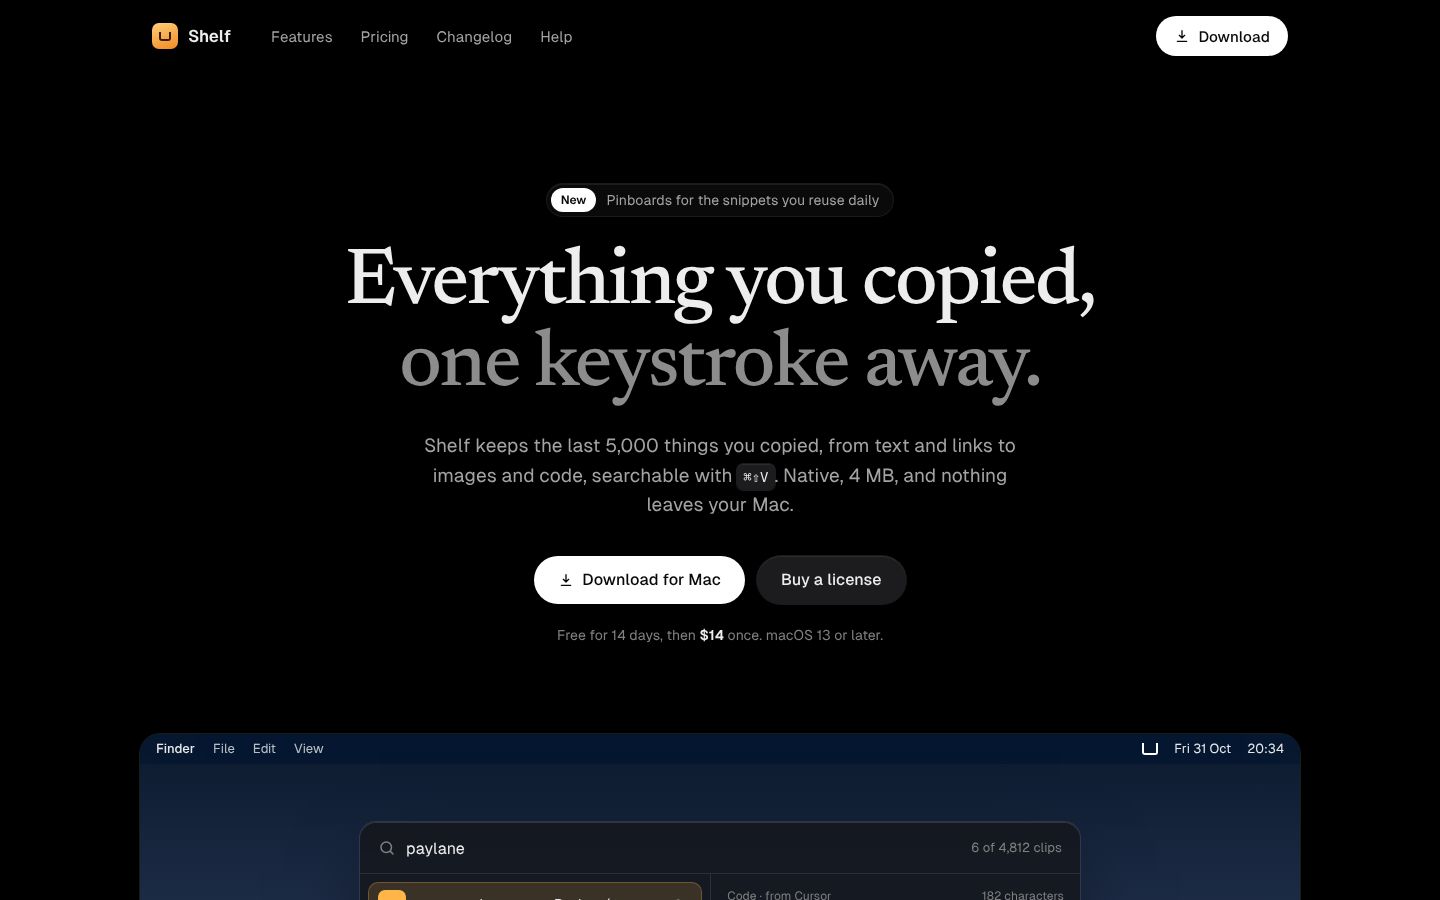 Shelf Features Pricing Changelog Help Download
New Pinboards for the snippets you reuse daily
Everything you copied,
one keystroke away.
Shelf keeps the last 5,000 things you copied, from text and links to
images and code, searchable with ⌘⇧V. Native, 4 MB, and nothing
leaves your Mac.
Download for Mac Buy a license
Free for 14 days, then $14 once. macOS 13 or later.
Finder File Edit View Fri 31 Oct 20:34
paylane 6 of 4,812 clips
Code · from Cursor 182 characters